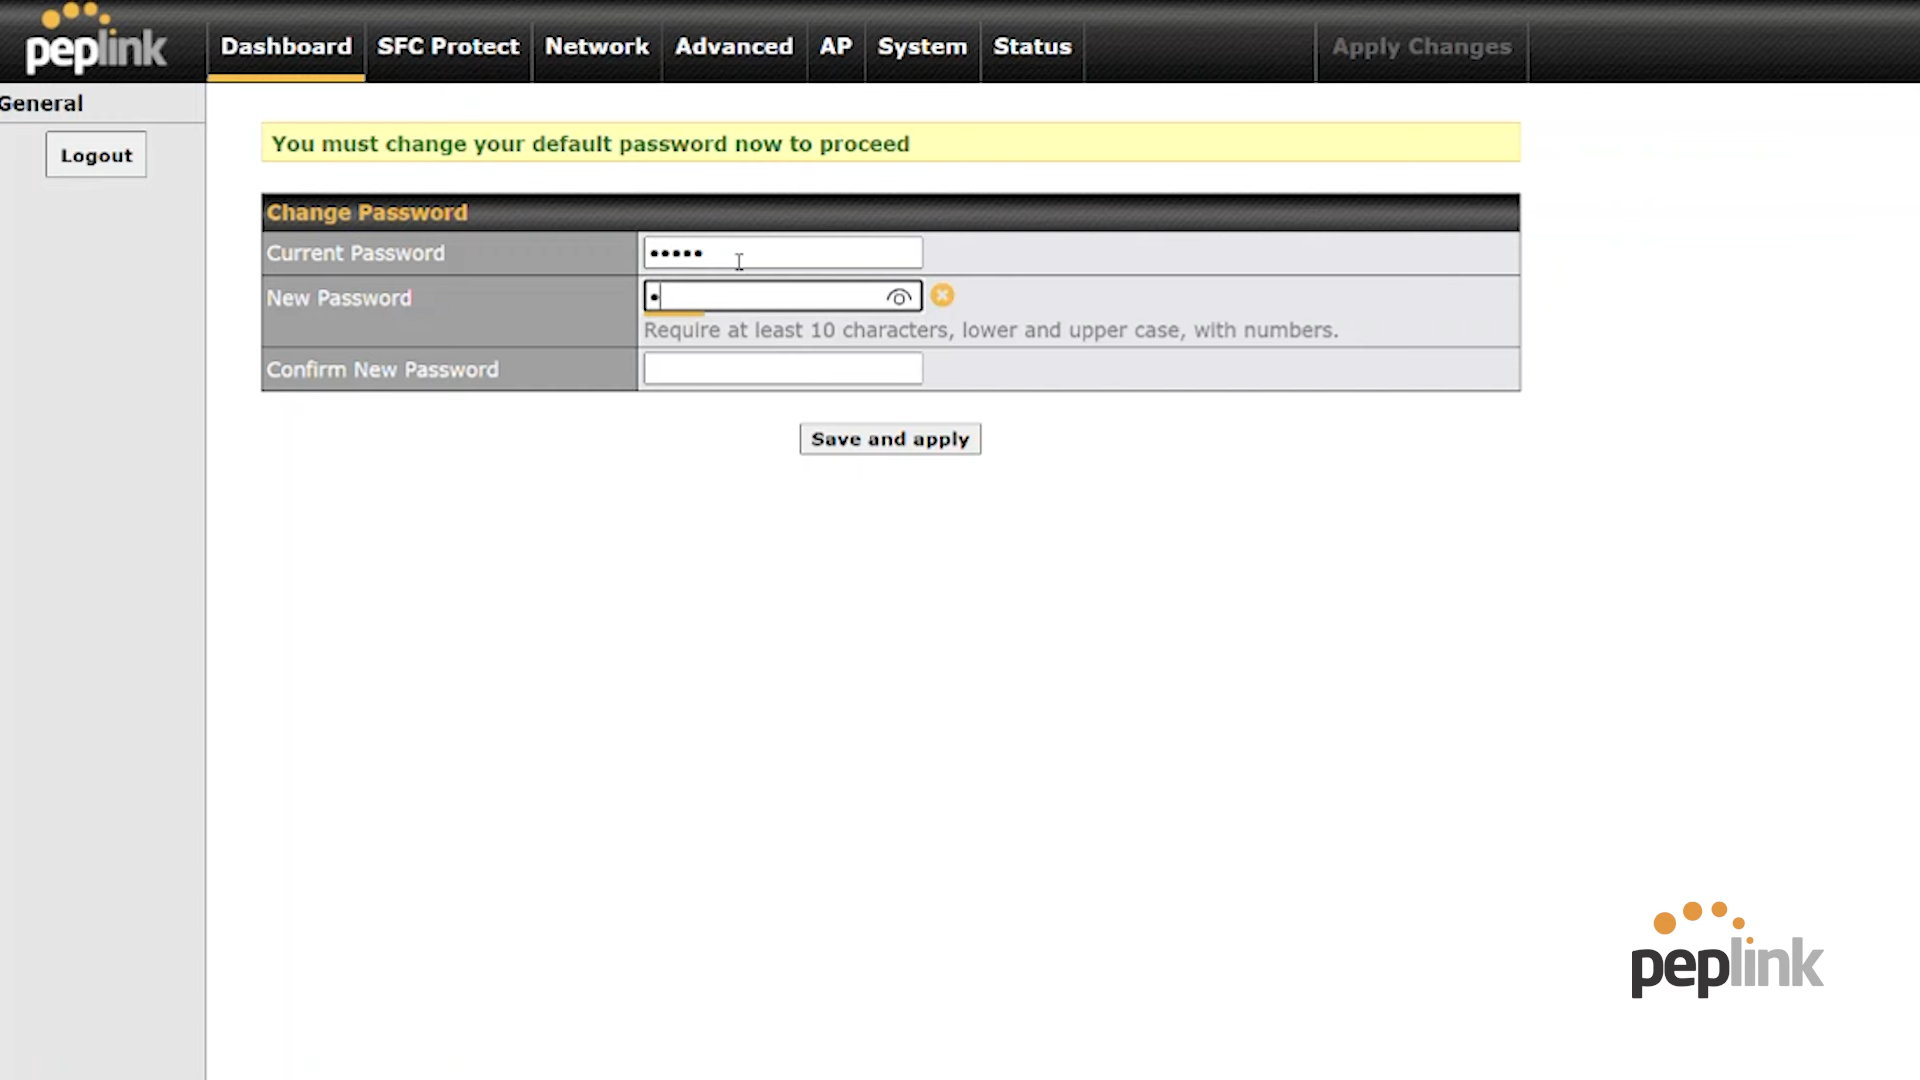 peplink
Dashboard SFC Protect Network Advanced AP System Status Apply Changes
General
Logout
You must change your default password now to proceed
Change Password
Current Password •••••
New Password •
Require at least 10 characters, lower and upper case, with numbers.
Confirm New Password
Save and apply
peplink